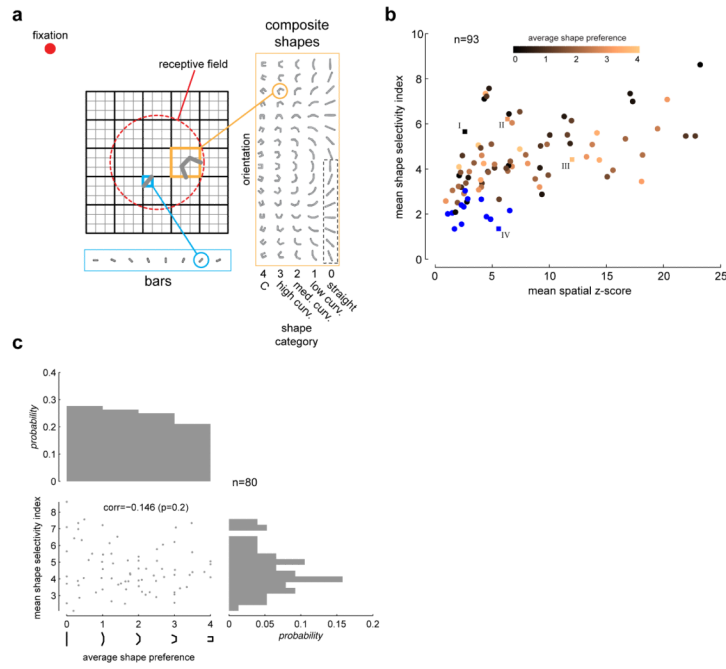 a
fixation
receptive field
composite
shapes
orientation
bars
4 3 2 1 0
C high curv. med. curv. low curv. straight
shape
category
b
n=93
average shape preference
0 1 2 3 4
mean shape selectivity index
10
8
6
4
2
0
I
II
III
IV
0 5 10 15 20 25
mean spatial z-score
c
probability
0.4
0.3
0.2
0.1
0
n=80
corr=−0.146 (p=0.2)
mean shape selectivity index
8
7
6
5
4
3
0 1 2 3 4
average shape preference
7
6
5
4
3
0 0.05 0.1 0.15 0.2
probability